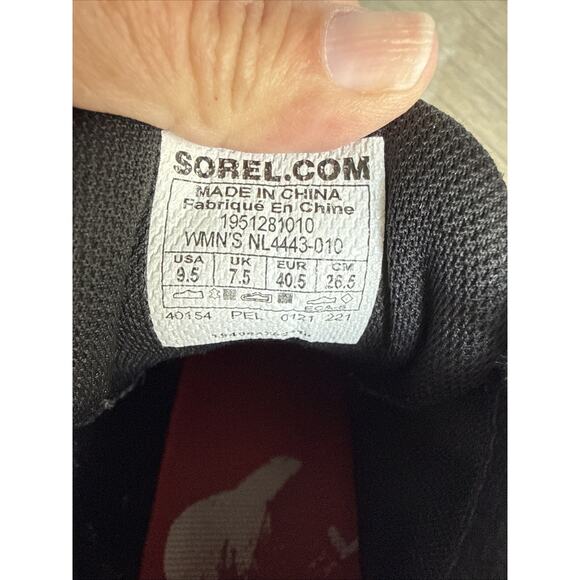 SOREL.COM
MADE IN CHINA
Fabriqué En Chine
1951281010
WMN'S NL4443-010
USA UK EUR CM
9.5 7.5 40.5 26.5
40154 PEL 0121 221